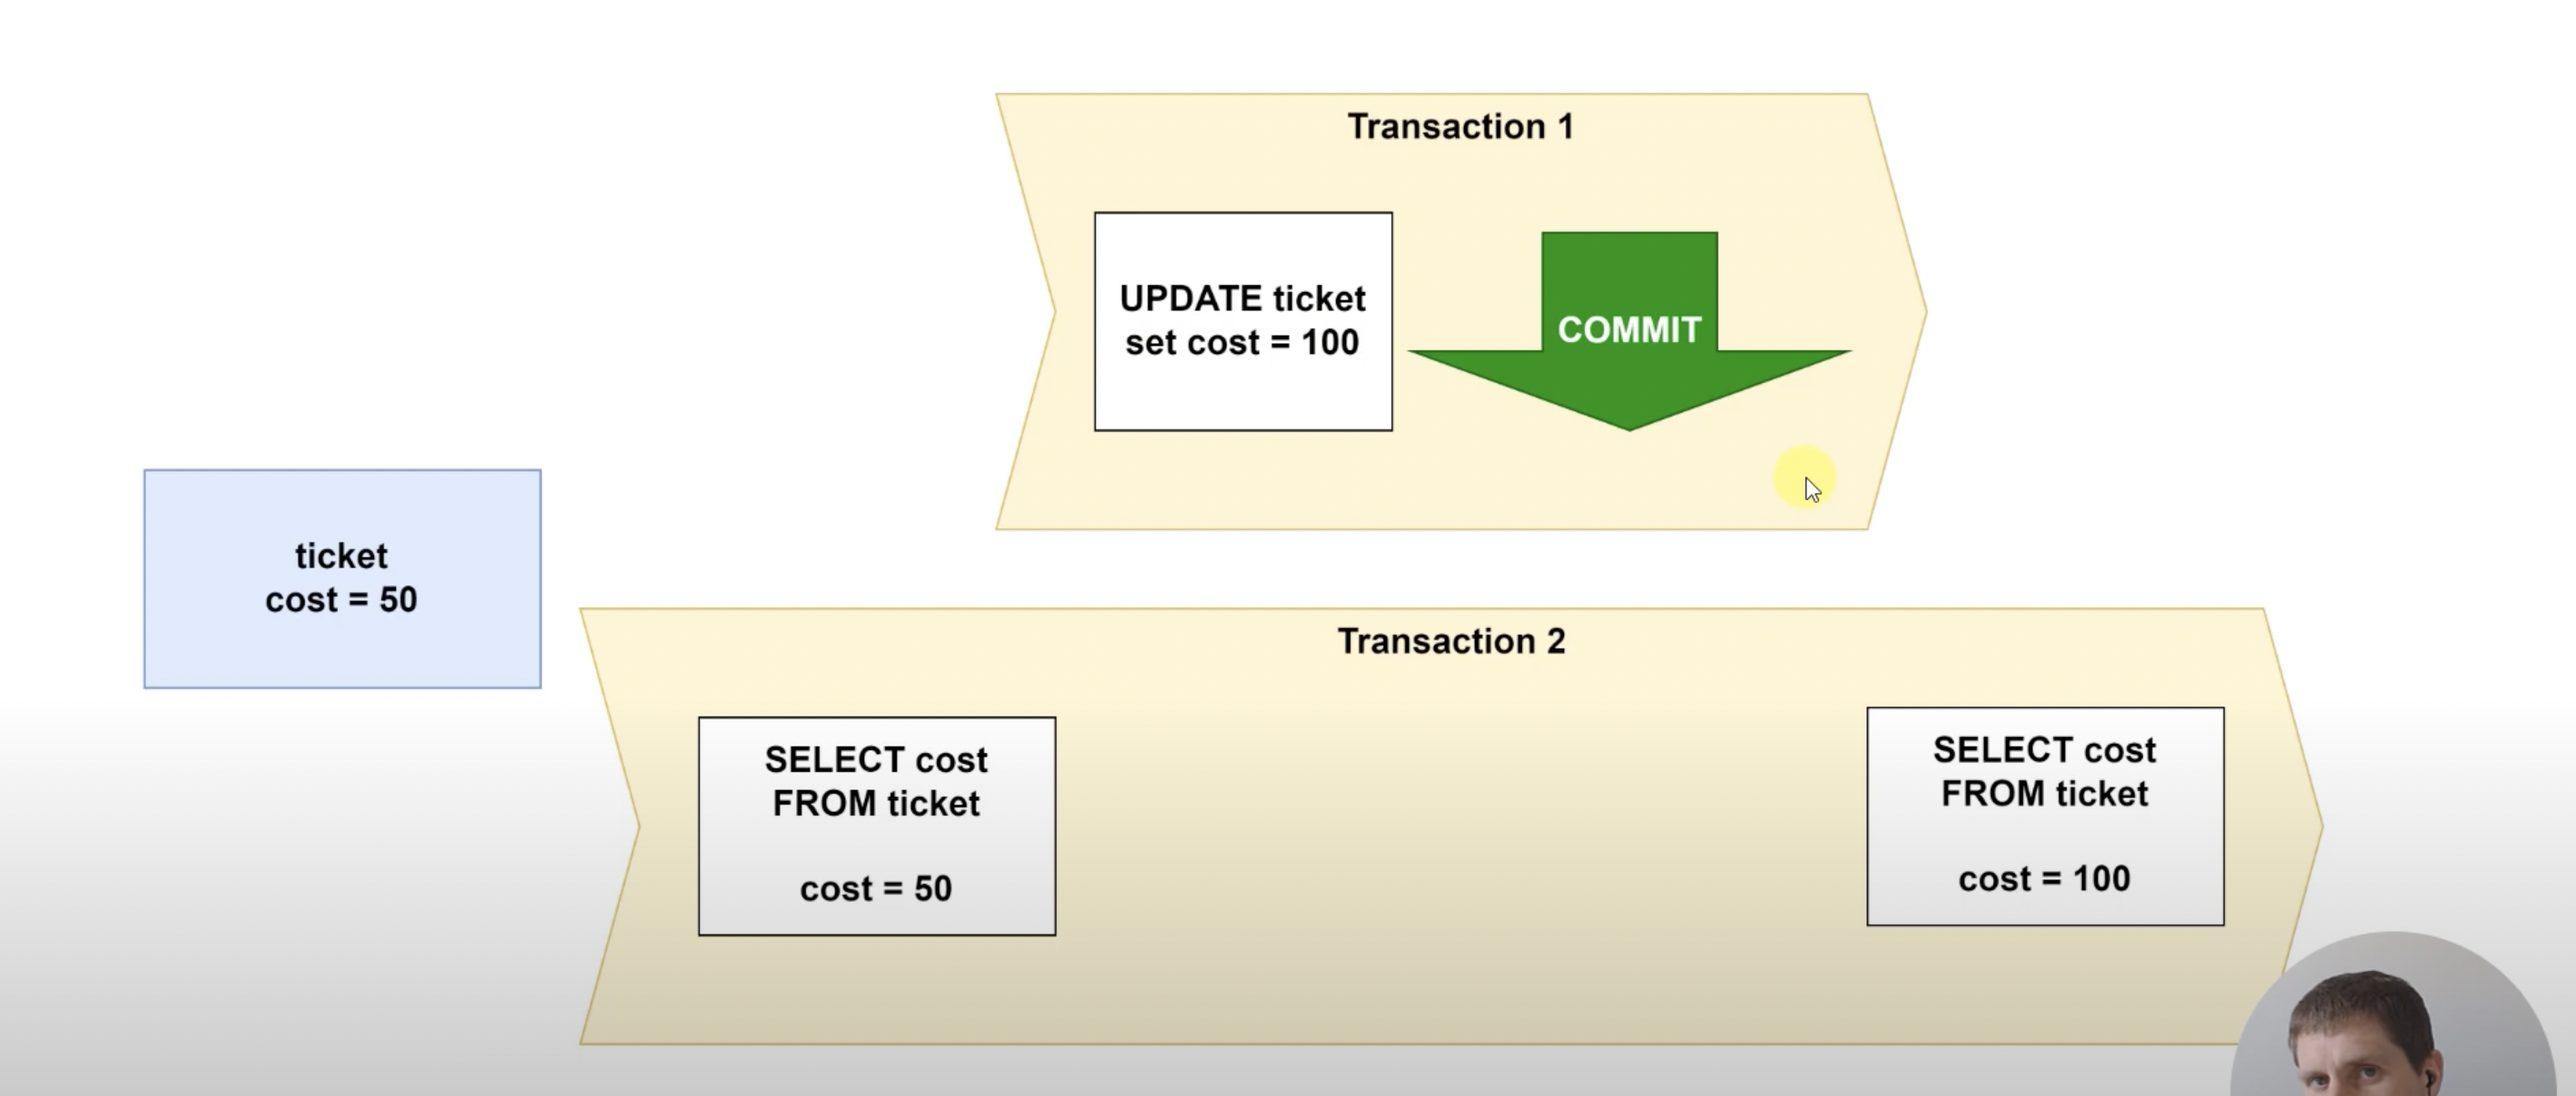 Transaction 1
UPDATE ticket
set cost = 100
COMMIT
ticket
cost = 50
Transaction 2
SELECT cost
FROM ticket
cost = 50
SELECT cost
FROM ticket
cost = 100